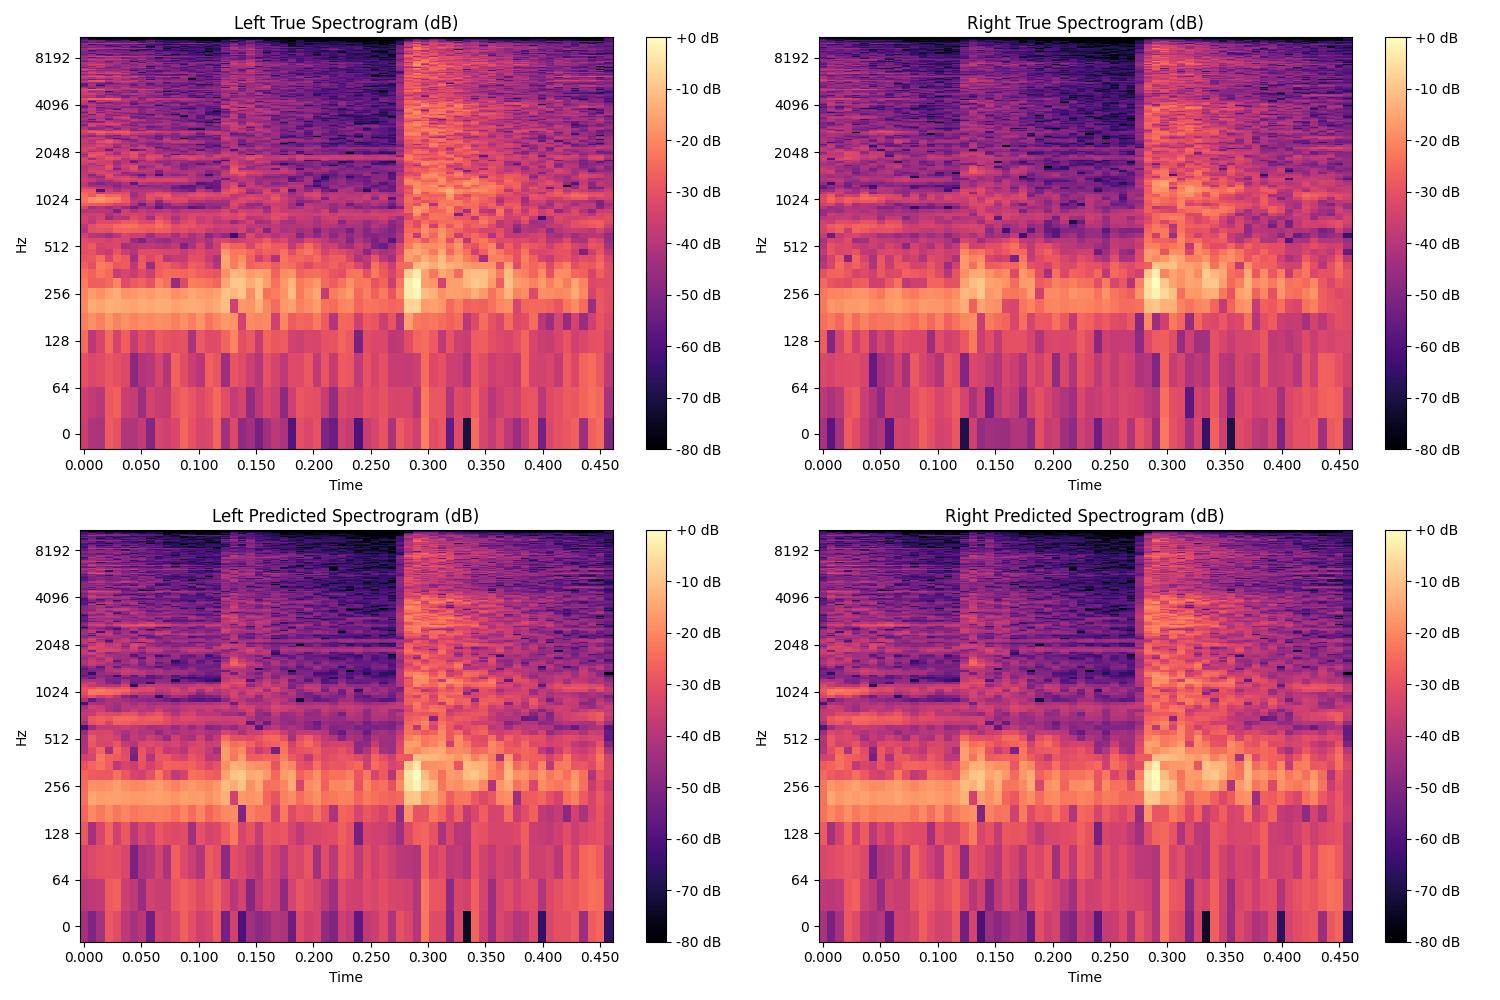 Left True Spectrogram (dB)
Hz
8192
4096
2048
1024
512
256
128
64
0
0.000 0.050 0.100 0.150 0.200 0.250 0.300 0.350 0.400 0.450
Time
+0 dB
-10 dB
-20 dB
-30 dB
-40 dB
-50 dB
-60 dB
-70 dB
-80 dB
Right True Spectrogram (dB)
Hz
8192
4096
2048
1024
512
256
128
64
0
0.000 0.050 0.100 0.150 0.200 0.250 0.300 0.350 0.400 0.450
Time
+0 dB
-10 dB
-20 dB
-30 dB
-40 dB
-50 dB
-60 dB
-70 dB
-80 dB
Left Predicted Spectrogram (dB)
Hz
8192
4096
2048
1024
512
256
128
64
0
0.000 0.050 0.100 0.150 0.200 0.250 0.300 0.350 0.400 0.450
Time
+0 dB
-10 dB
-20 dB
-30 dB
-40 dB
-50 dB
-60 dB
-70 dB
-80 dB
Right Predicted Spectrogram (dB)
Hz
8192
4096
2048
1024
512
256
128
64
0
0.000 0.050 0.100 0.150 0.200 0.250 0.300 0.350 0.400 0.450
Time
+0 dB
-10 dB
-20 dB
-30 dB
-40 dB
-50 dB
-60 dB
-70 dB
-80 dB